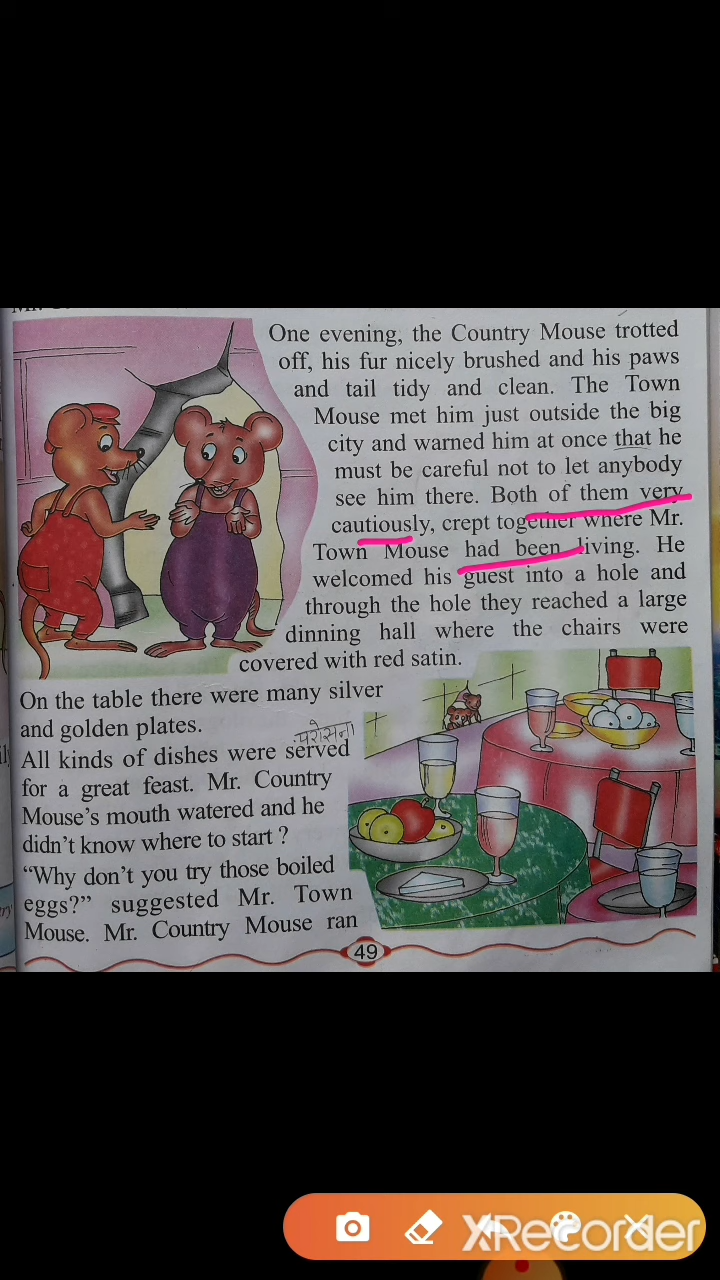 One evening, the Country Mouse trotted
off, his fur nicely brushed and his paws
and tail tidy and clean. The Town
Mouse met him just outside the big
city and warned him at once that he
must be careful not to let anybody
see him there. Both of them very
cautiously, crept together where Mr.
Town Mouse had been living. He
welcomed his guest into a hole and
through the hole they reached a large
dinning hall where the chairs were
covered with red satin.
On the table there were many silver
and golden plates.
परोसना
All kinds of dishes were served
for a great feast. Mr. Country
Mouse's mouth watered and he
didn't know where to start ?
“Why don't you try those boiled
eggs?” suggested Mr. Town
Mouse. Mr. Country Mouse ran
49
XRecorder